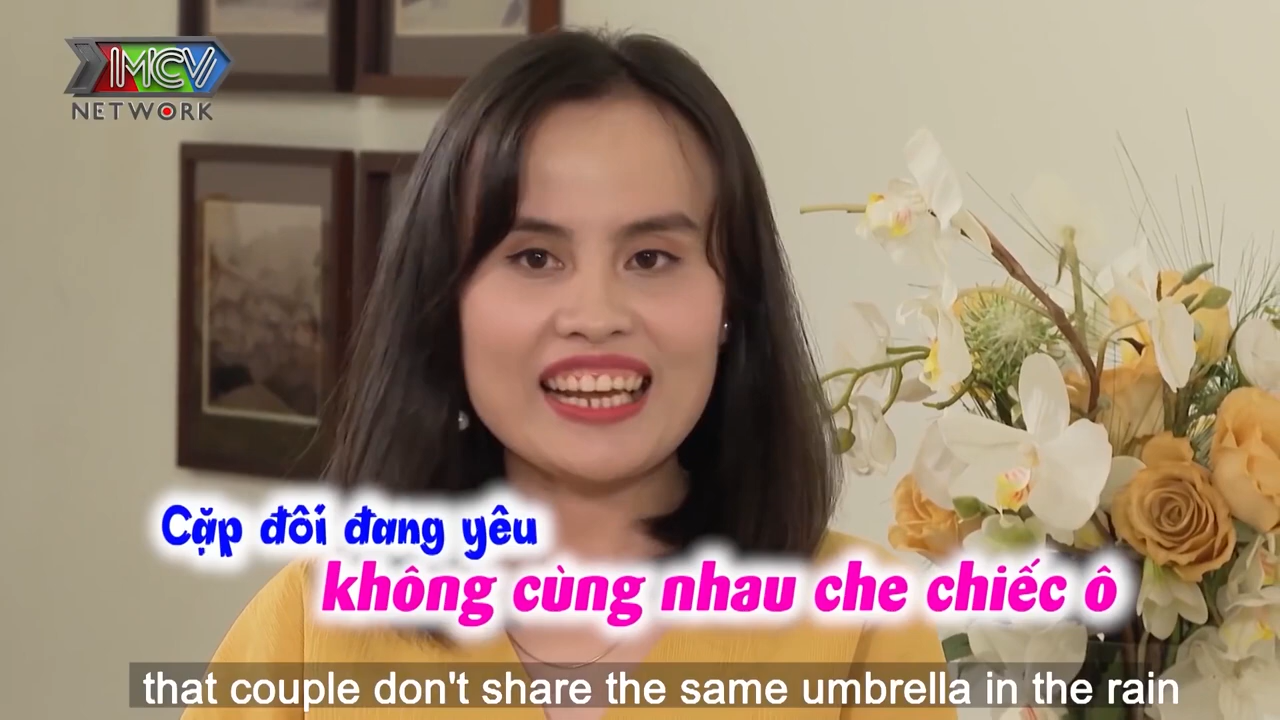 MCV
NETWORK
Cặp đôi đang yêu
không cùng nhau che chiếc ô
that couple don't share the same umbrella in the rain